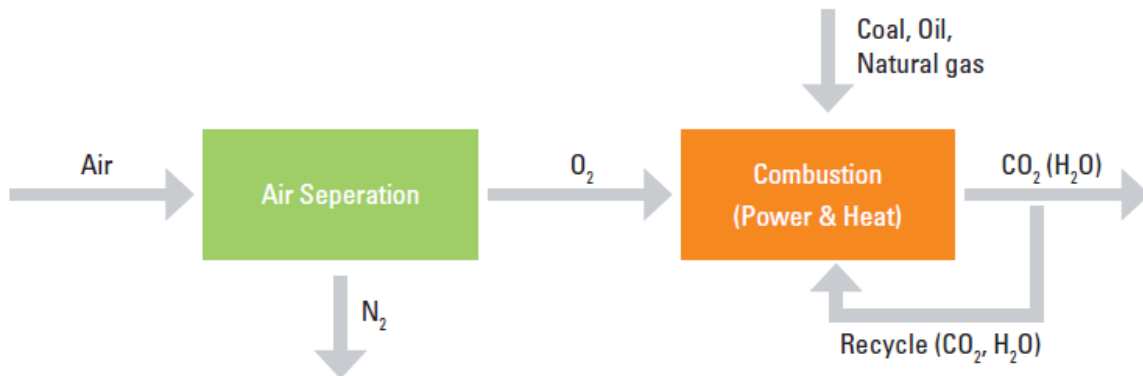 Coal, Oil,
Natural gas
Air
Air Seperation
O₂
Combustion
(Power & Heat)
CO₂ (H₂O)
N₂
Recycle (CO₂, H₂O)